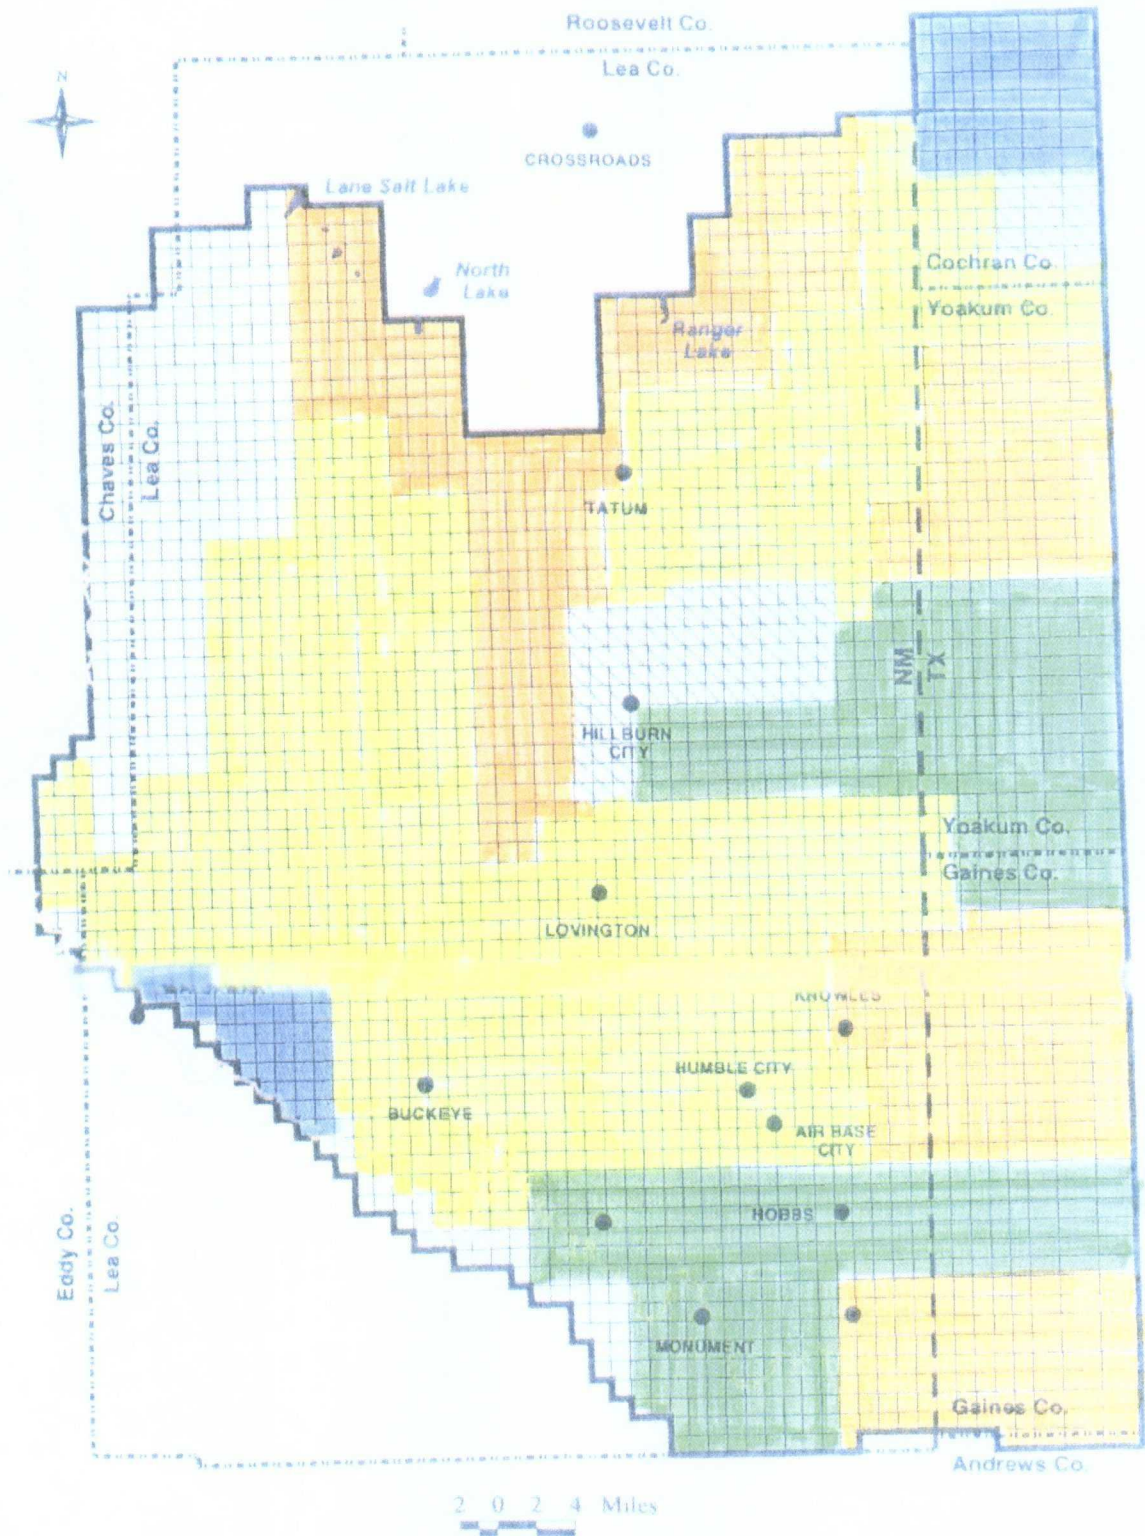 Roosevelt Co.
Lea Co.
N
CROSSROADS
Lane Salt Lake
North
Lake
Cochran Co.
Yoakum Co.
Ranger
Lake
Chaves Co.
Lea Co.
TATUM
NM
TX
HILLBURN
CITY
Yoakum Co.
Gaines Co.
LOVINGTON
KNOWLES
HUMBLE CITY
BUCKEYE
AIR BASE
CITY
HOBBS
Eddy Co.
Lea Co.
MONUMENT
Gaines Co.
Andrews Co.
2 0 2 4 Miles